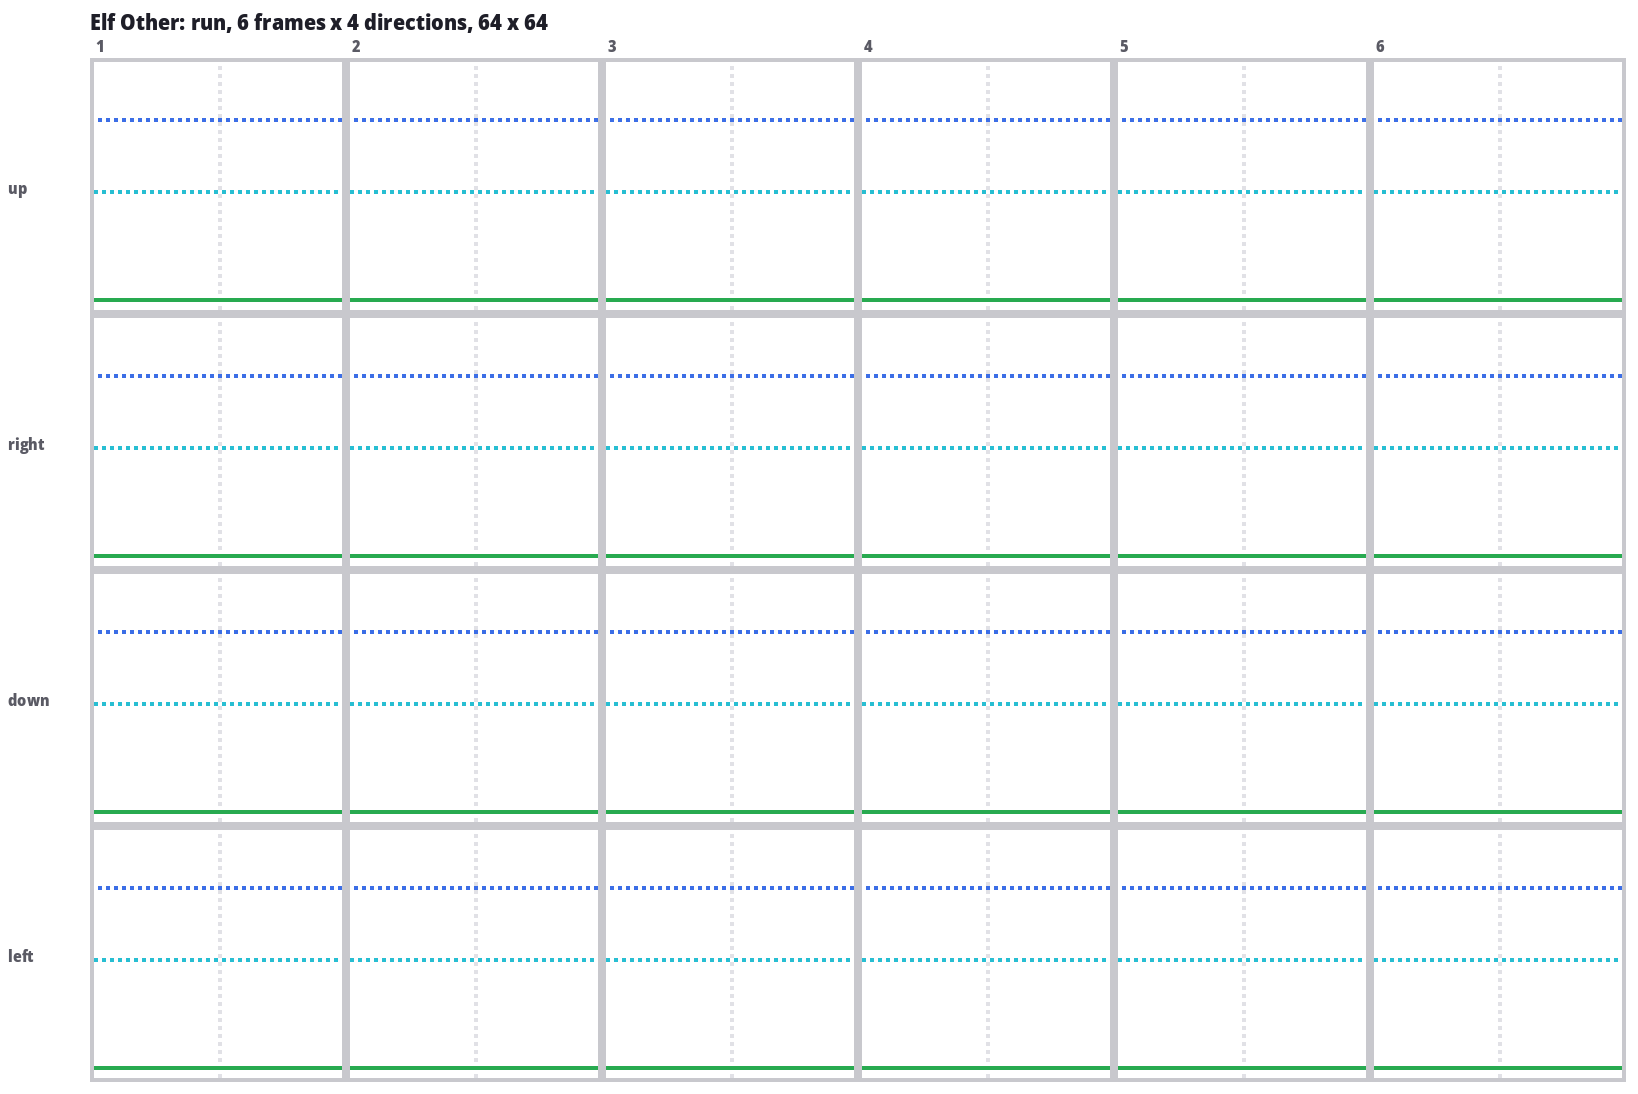 Elf Other: run, 6 frames x 4 directions, 64 x 64
1 2 3 4 5 6
up
right
down
left